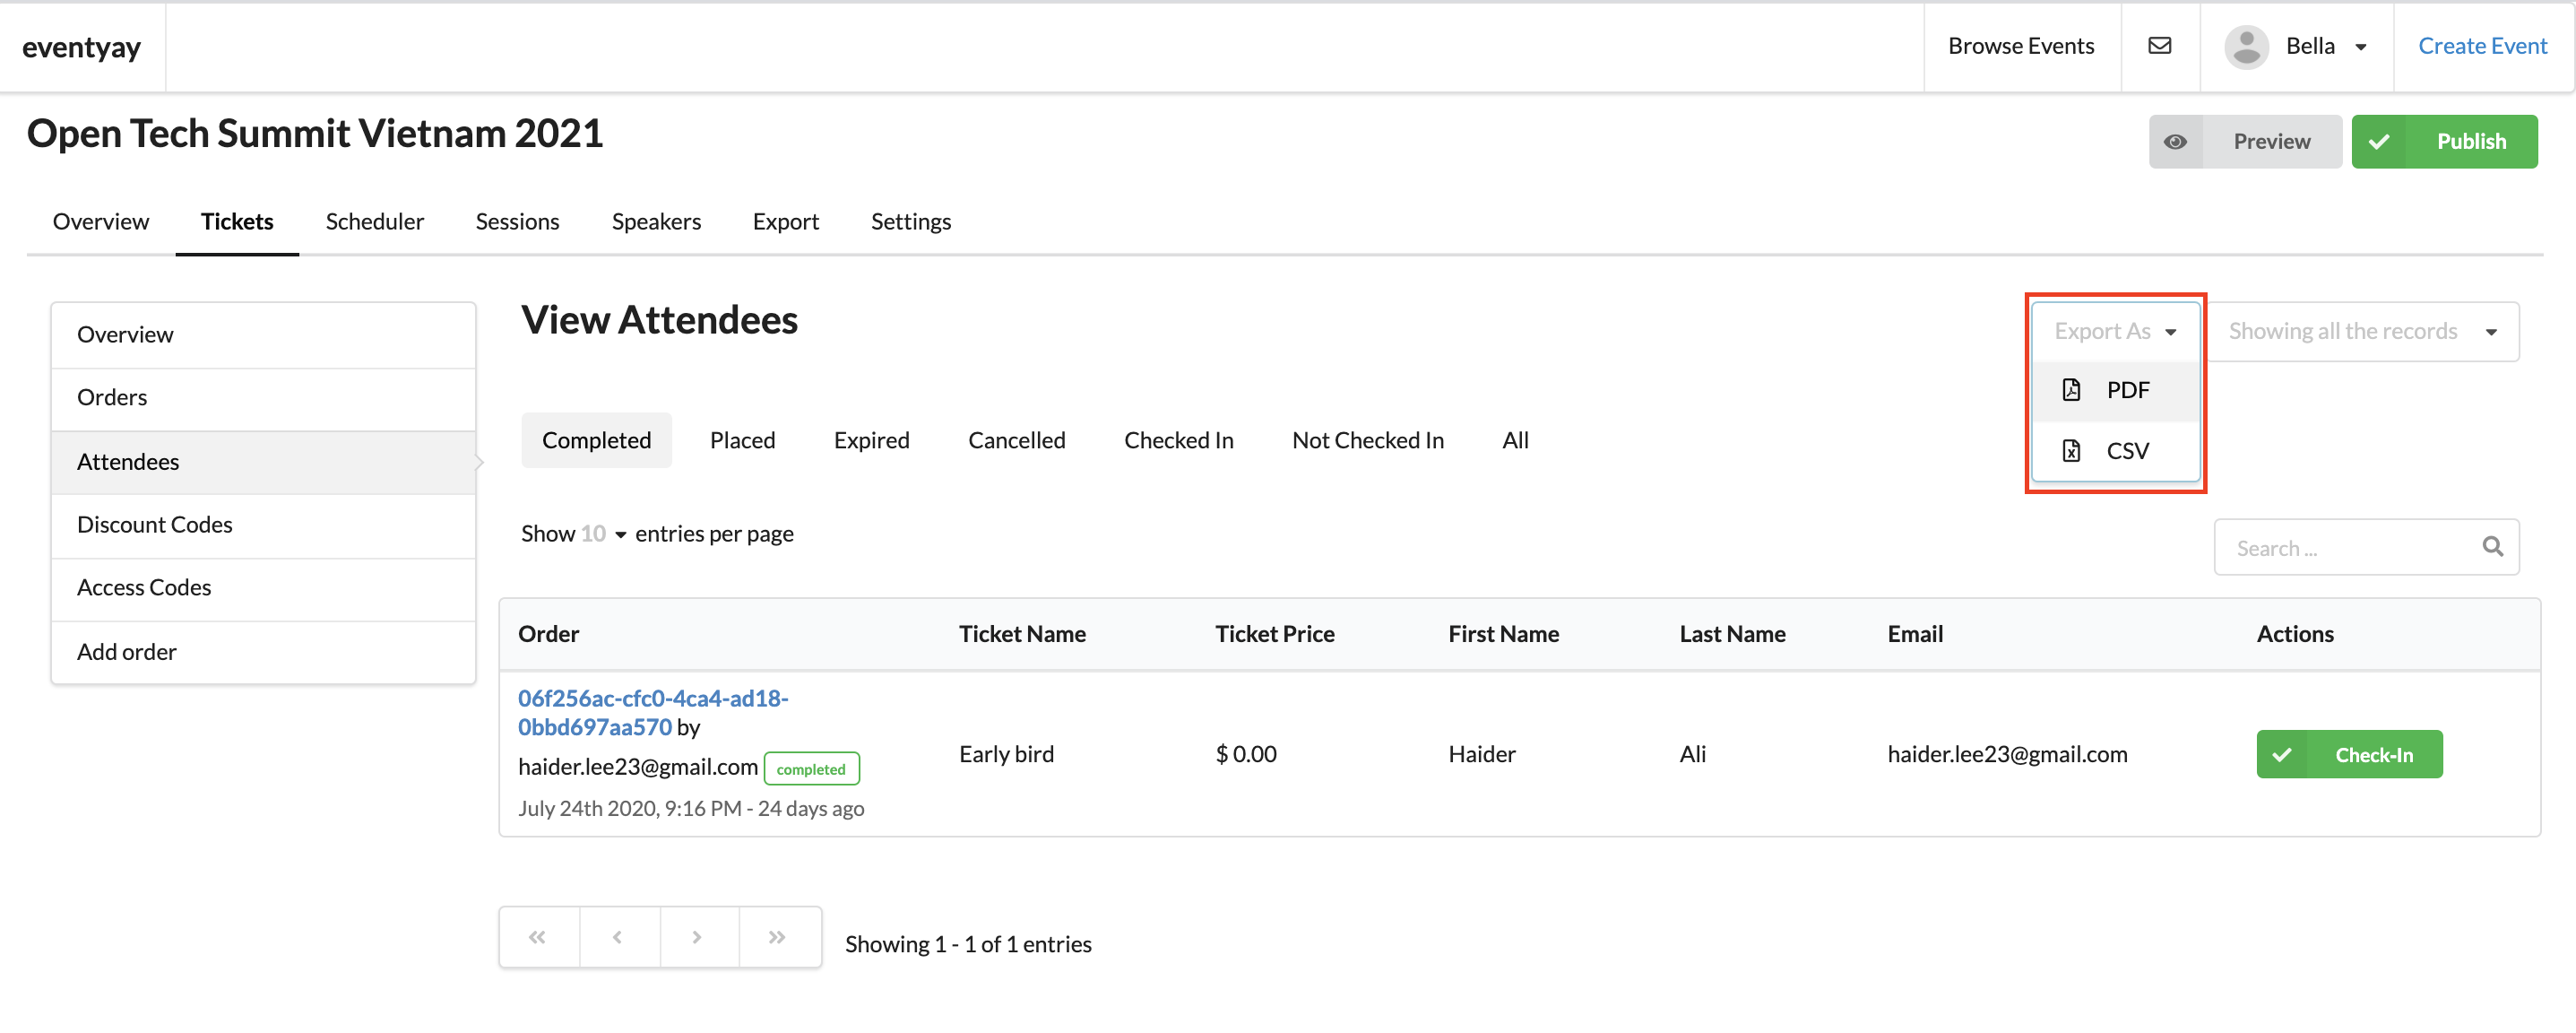 eventyay
Browse Events
Bella
Create Event
Open Tech Summit Vietnam 2021
Preview
Publish
Overview
Tickets
Scheduler
Sessions
Speakers
Export
Settings
Overview
Orders
Attendees
Discount Codes
Access Codes
Add order
View Attendees
Export As
PDF
CSV
Showing all the records
Completed
Placed
Expired
Cancelled
Checked In
Not Checked In
All
Show 10 entries per page
Search ...
Order
Ticket Name
Ticket Price
First Name
Last Name
Email
Actions
06f256ac-cfc0-4ca4-ad18-
0bbd697aa570 by
haider.lee23@gmail.com completed
July 24th 2020, 9:16 PM - 24 days ago
Early bird
$ 0.00
Haider
Ali
haider.lee23@gmail.com
Check-In
Showing 1 - 1 of 1 entries